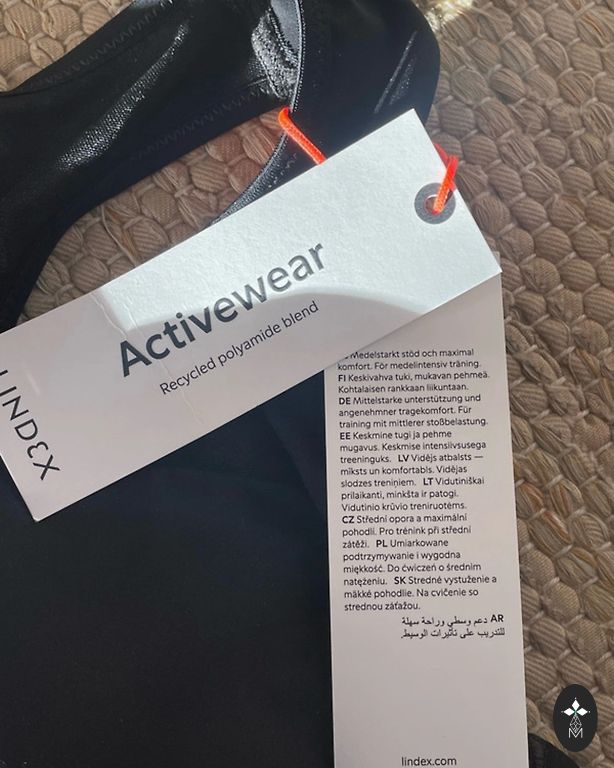 Activewear
Recycled polyamide blend
LINDEX
Medelstarkt stöd och maximal
komfort. För medelintensiv träning.
FI Keskivahva tuki, mukavan pehmeä.
Kohtalaisen rankkaan liikuntaan.
DE Mittelstarke unterstützung und
angenehmner tragekomfort. Für
training mit mittlerer stoßbelastung.
EE Keskmine tugi ja pehme
mugavus. Keskmise intensiivsusega
treeninguks. LV Vidējs atbalsts —
mīksts un komfortabls. Vidējas
slodzes treniņiem. LT Vidutiniškai
prilaikanti, minkšta ir patogi.
Vidutinio krūvio treniruotėms.
CZ Střední opora a maximální
pohodlí. Pro trénink při střední
zátěži. PL Umiarkowane
podtrzymywanie i wygodna
miękkość. Do ćwiczeń o średnim
natężeniu. SK Stredné vystuženie a
mäkké pohodlie. Na cvičenie so
strednou záťažou.
AR دعم وسطي وراحة سهلة
للتدريب على تأثيرات الوسيط.
lindex.com
M